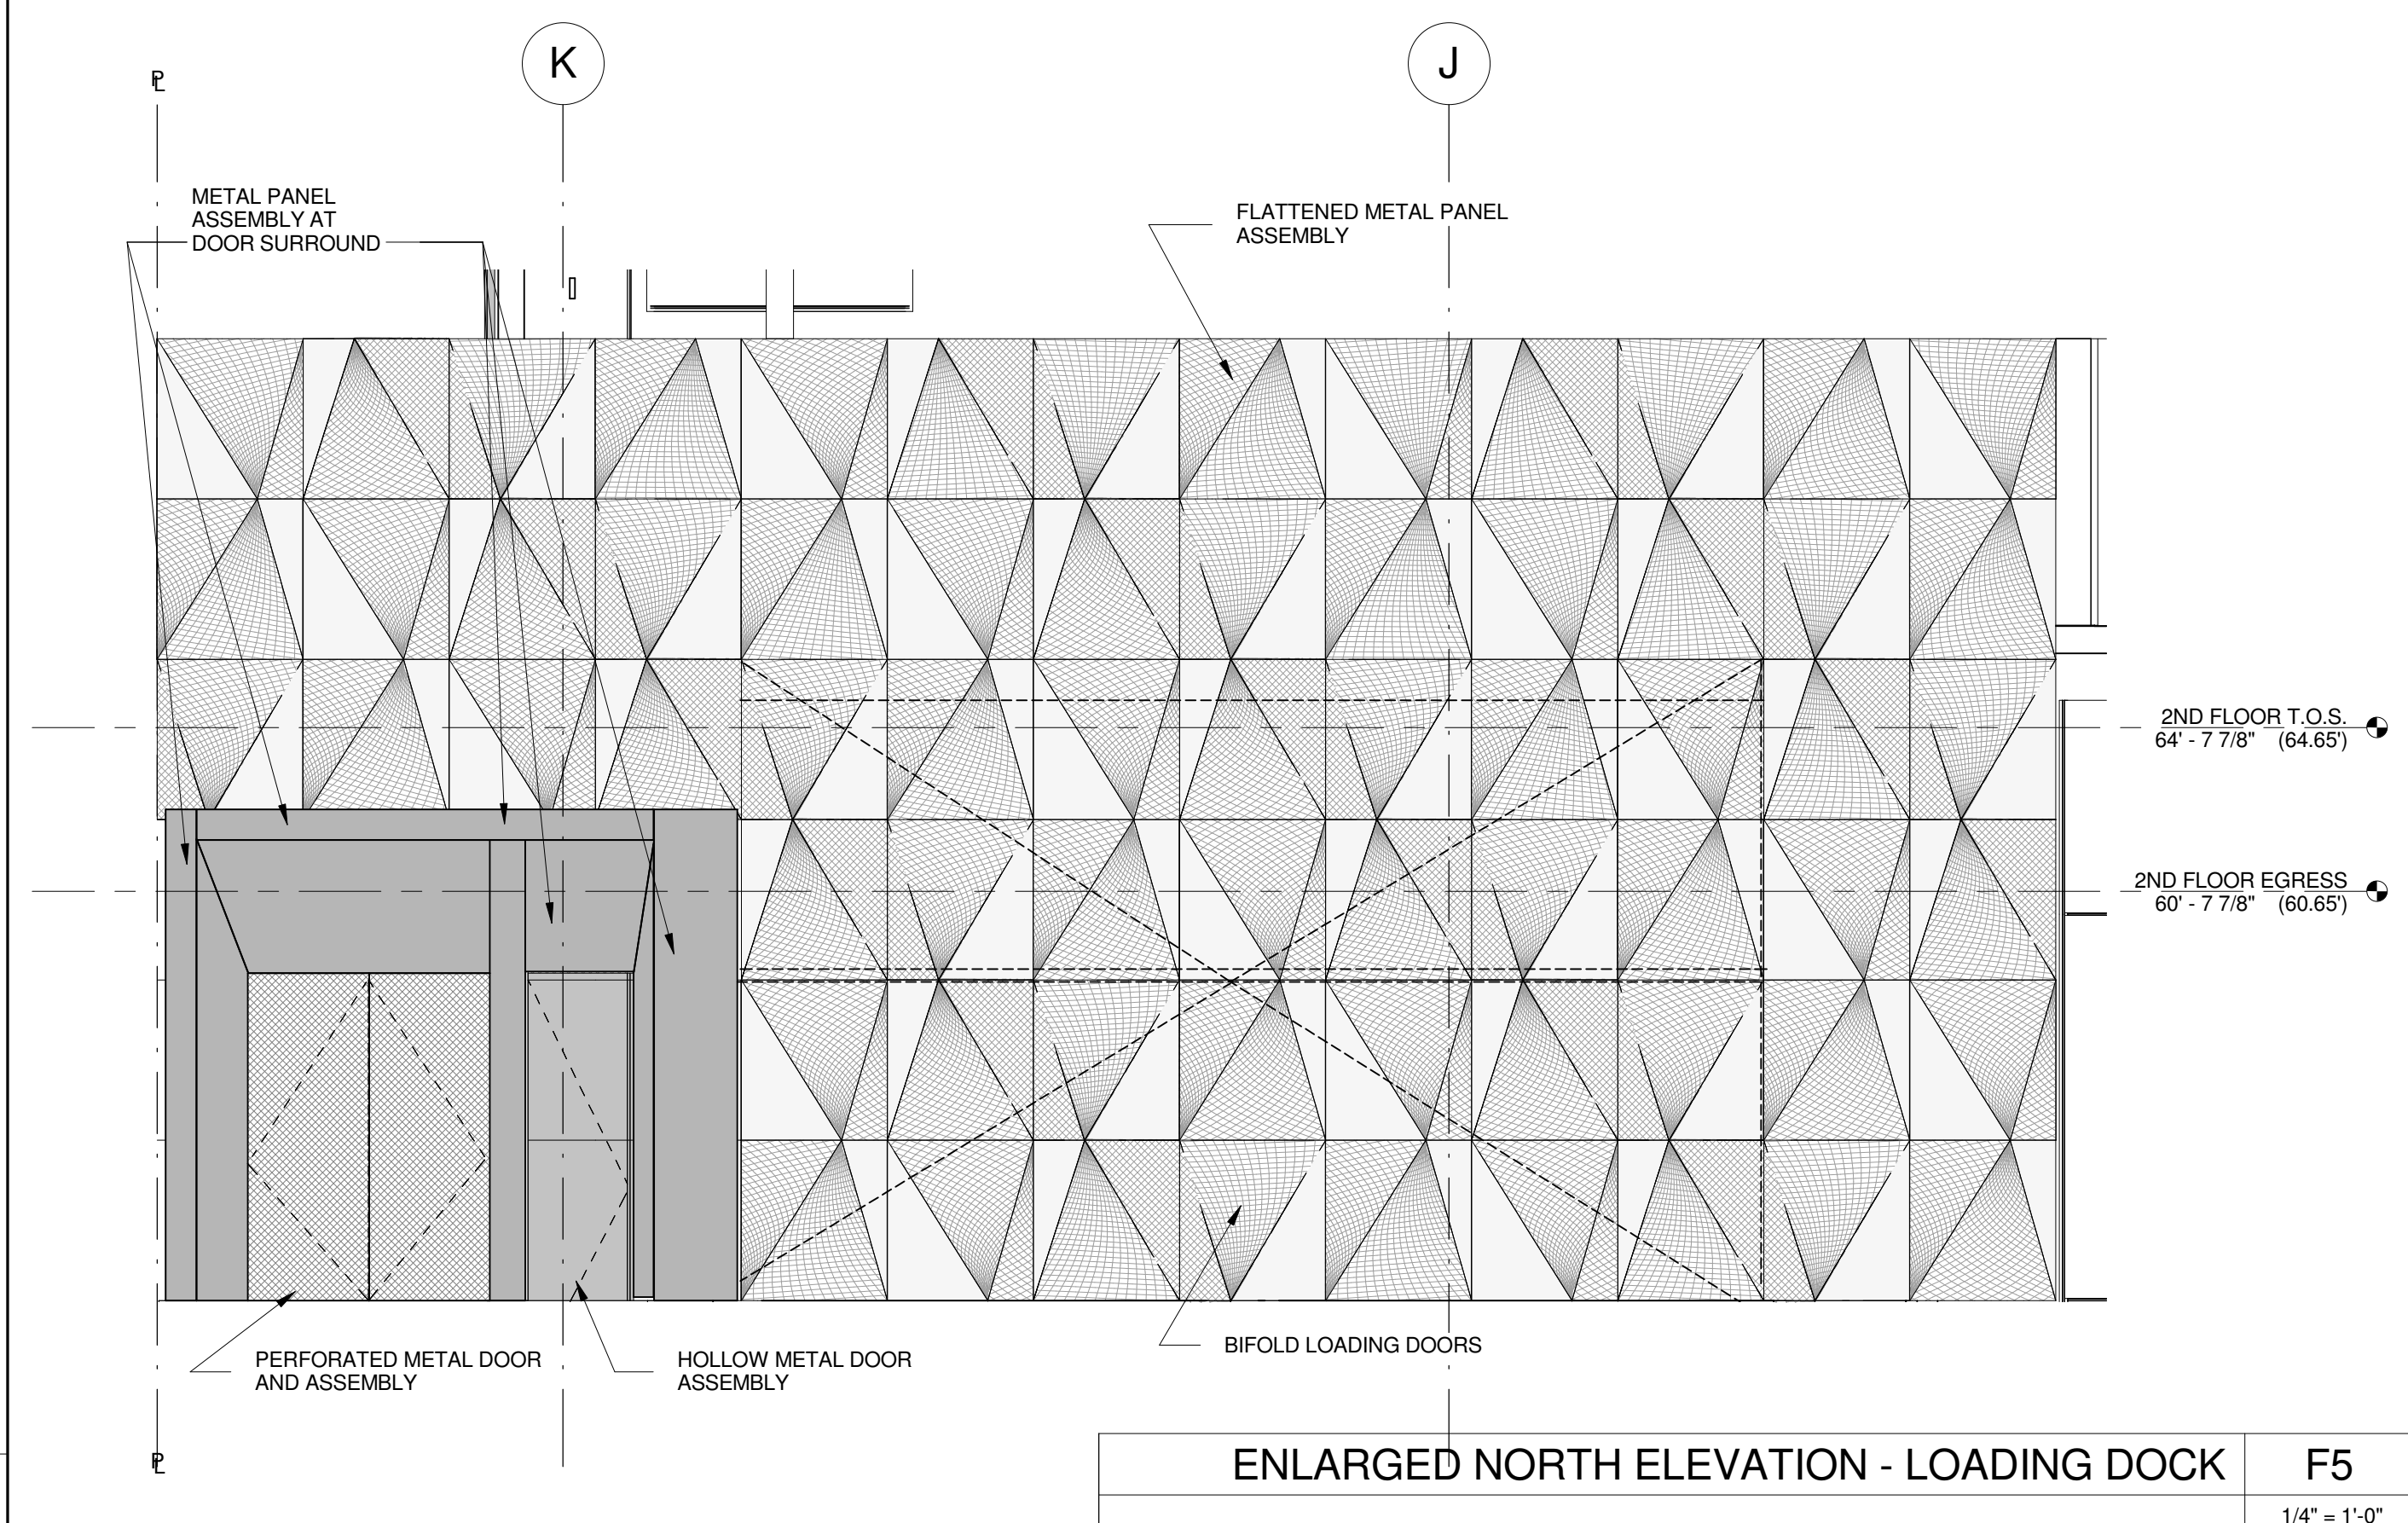 K
J
PL
METAL PANEL
ASSEMBLY AT
DOOR SURROUND
FLATTENED METAL PANEL
ASSEMBLY
2ND FLOOR T.O.S.
64' - 7 7/8" (64.65')
2ND FLOOR EGRESS
60' - 7 7/8" (60.65')
BIFOLD LOADING DOORS
PERFORATED METAL DOOR
AND ASSEMBLY
HOLLOW METAL DOOR
ASSEMBLY
PL
ENLARGED NORTH ELEVATION - LOADING DOCK
F5
1/4" = 1'-0"